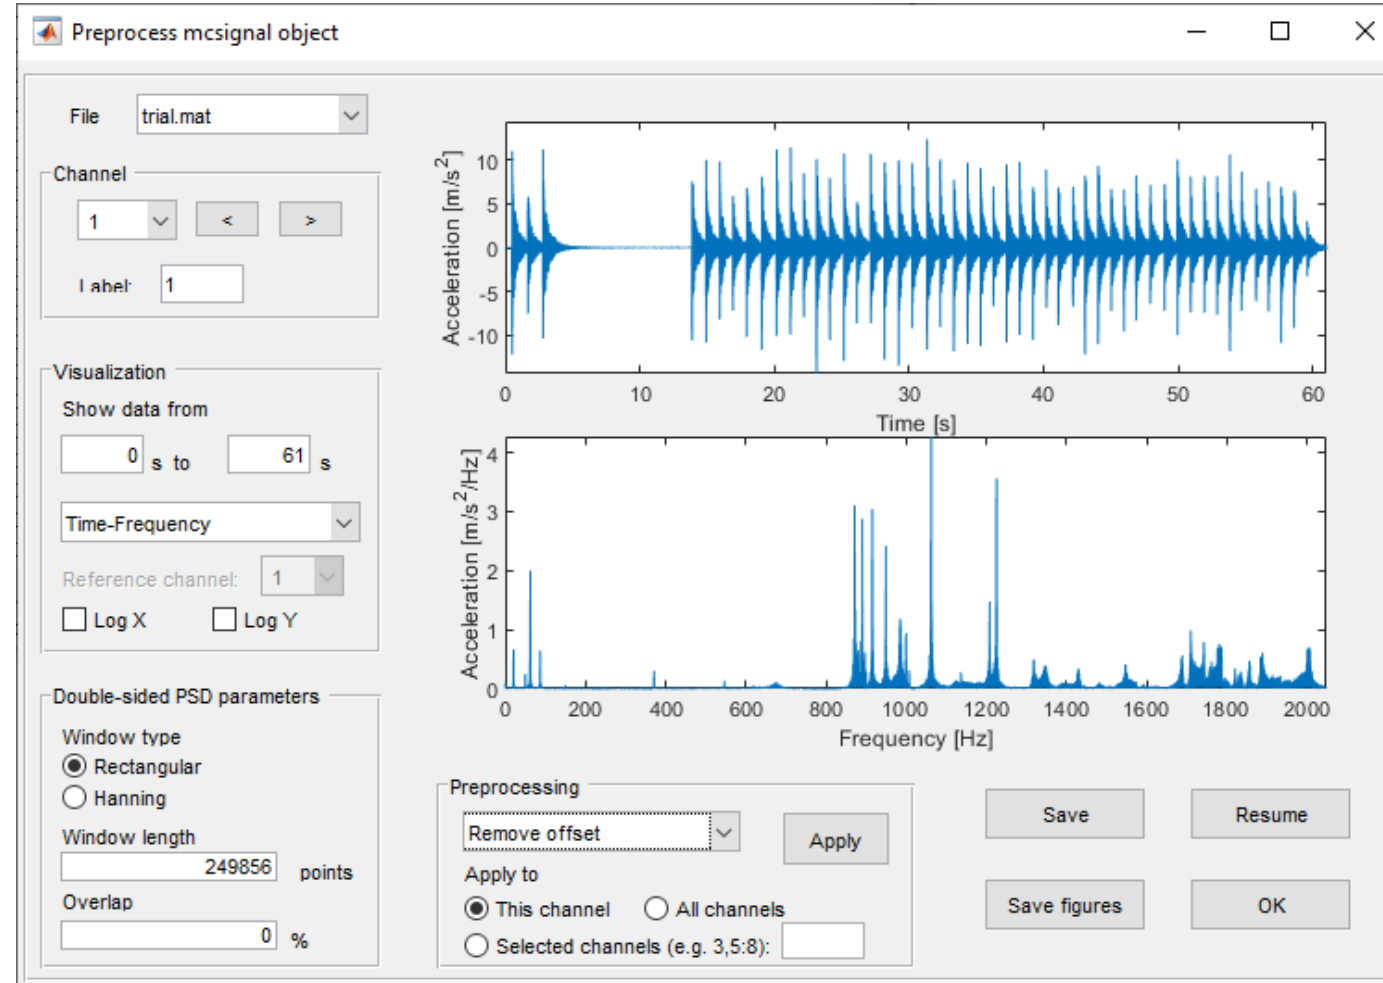 Preprocess mcsignal object
File trial.mat
Channel
1 < >
Label: 1
Visualization
Show data from
0 s to 61 s
Time-Frequency
Reference channel: 1
Log X Log Y
Double-sided PSD parameters
Window type
Rectangular
Hanning
Window length
249856 points
Overlap
0 %
Acceleration [m/s²]
10
5
0
-5
-10
0 10 20 30 40 50 60
Time [s]
Acceleration [m/s²/Hz]
4
3
2
1
0
0 200 400 600 800 1000 1200 1400 1600 1800 2000
Frequency [Hz]
Preprocessing
Remove offset Apply
Apply to
This channel All channels
Selected channels (e.g. 3,5:8):
Save Resume
Save figures OK